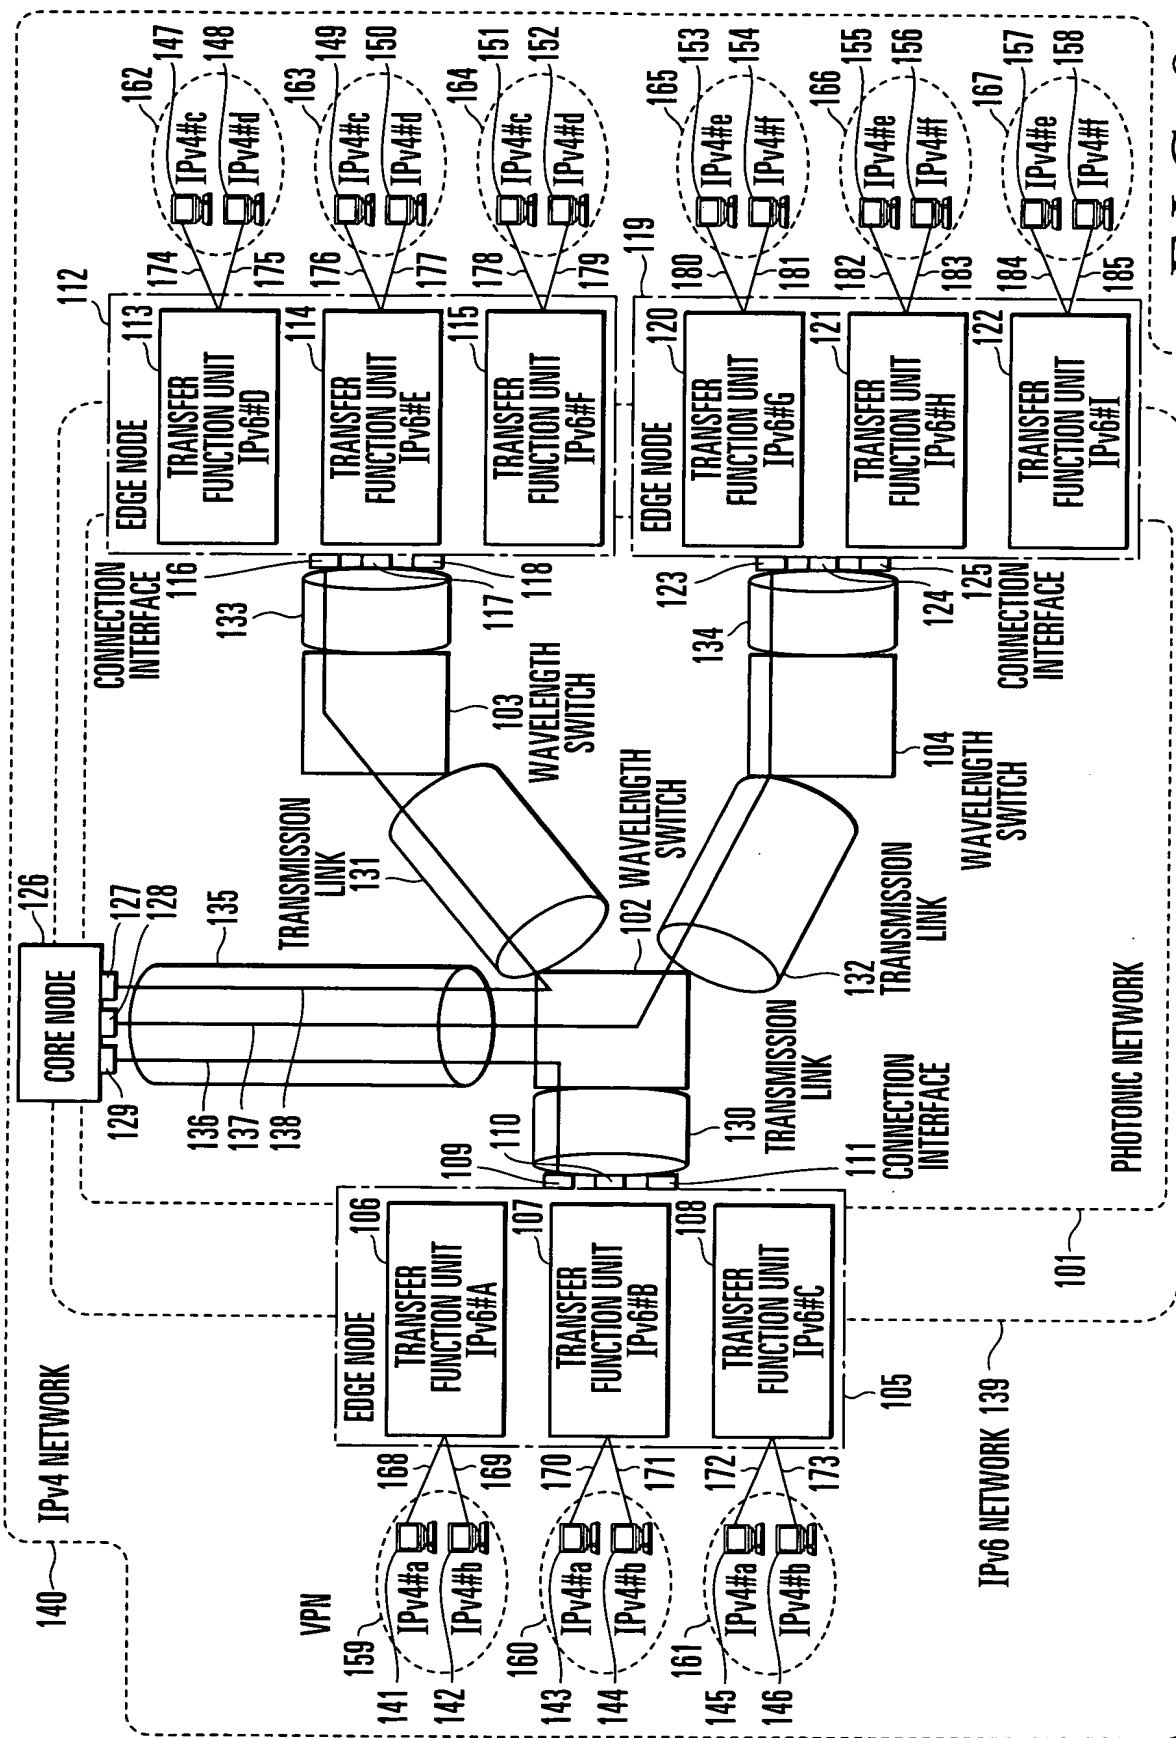 140
IPv4 NETWORK
126
CORE NODE
127
128
129
135
136
137
138
VPN
159
141
IPv4#a
142
IPv4#b
160
143
IPv4#a
144
IPv4#b
161
145
IPv4#a
146
IPv4#b
168
169
170
171
172
173
EDGE NODE
106
TRANSFER
FUNCTION UNIT
IPv6#A
107
TRANSFER
FUNCTION UNIT
IPv6#B
108
TRANSFER
FUNCTION UNIT
IPv6#C
105
109
110
111
CONNECTION
INTERFACE
130
TRANSMISSION
LINK
102
WAVELENGTH
SWITCH
TRANSMISSION
LINK
131
132
TRANSMISSION
LINK
103
WAVELENGTH
SWITCH
104
WAVELENGTH
SWITCH
133
134
CONNECTION
INTERFACE
116
117
118
123
124
125
CONNECTION
INTERFACE
112
EDGE NODE
113
TRANSFER
FUNCTION UNIT
IPv6#D
114
TRANSFER
FUNCTION UNIT
IPv6#E
115
TRANSFER
FUNCTION UNIT
IPv6#F
119
EDGE NODE
120
TRANSFER
FUNCTION UNIT
IPv6#G
121
TRANSFER
FUNCTION UNIT
IPv6#H
122
TRANSFER
FUNCTION UNIT
IPv6#I
174
175
176
177
178
179
180
181
182
183
184
185
162
147
IPv4#c
148
IPv4#d
163
149
IPv4#c
150
IPv4#d
164
151
IPv4#c
152
IPv4#d
165
153
IPv4#e
154
IPv4#f
166
155
IPv4#e
156
IPv4#f
167
157
IPv4#e
158
IPv4#f
PHOTONIC NETWORK
101
IPv6 NETWORK 139